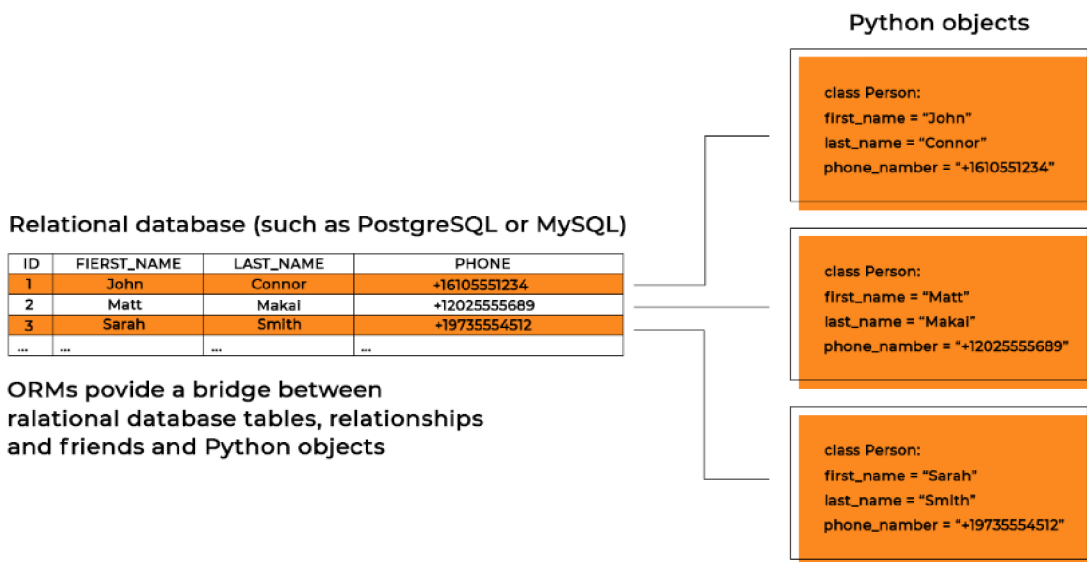 Python objects
class Person:
first_name = “John”
last_name = “Connor”
phone_namber = “+1610551234”
Relational database (such as PostgreSQL or MySQL)
ID FIERST_NAME LAST_NAME PHONE
1 John Connor +16105551234
2 Matt Makai +12025555689
3 Sarah Smith +19735554512
... ... ... ...
class Person:
first_name = “Matt”
last_name = “Makai”
phone_namber = “+12025555689”
ORMs povide a bridge between
ralational database tables, relationships
and friends and Python objects
class Person:
first_name = “Sarah”
last_name = “Smith”
phone_namber = “+19735554512”